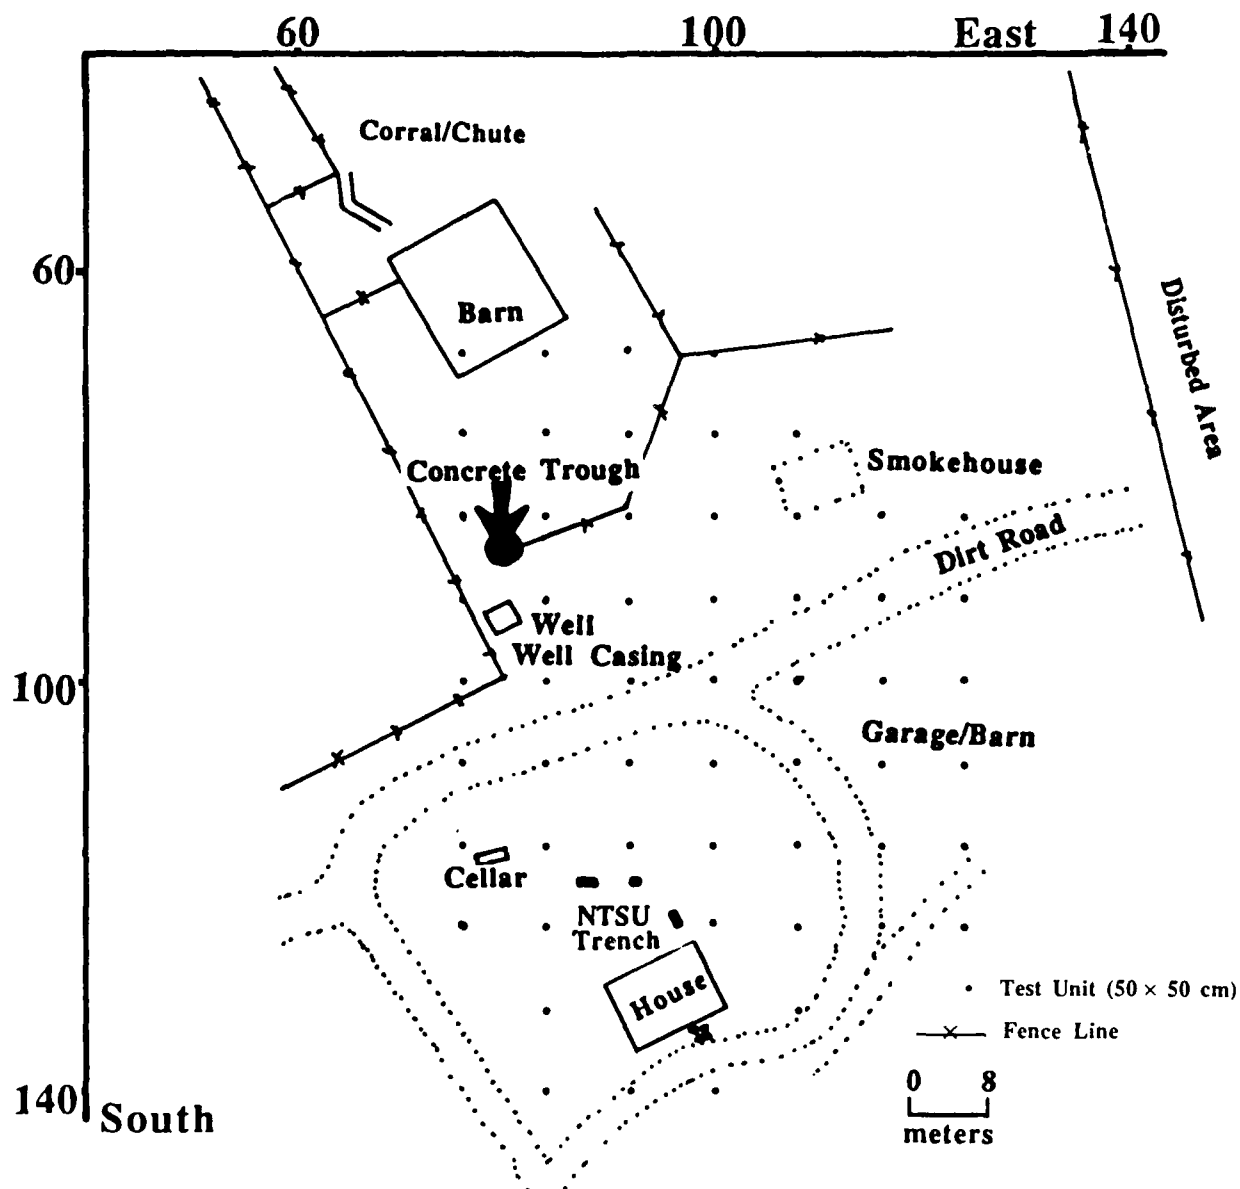 60 100 East 140
Corral/Chute
60
Barn
Disturbed Area
Concrete Trough
Smokehouse
Dirt Road
Well
Well Casing
100
Garage/Barn
Cellar
NTSU
Trench
House
Test Unit (50 × 50 cm)
Fence Line
0 8
meters
140
South